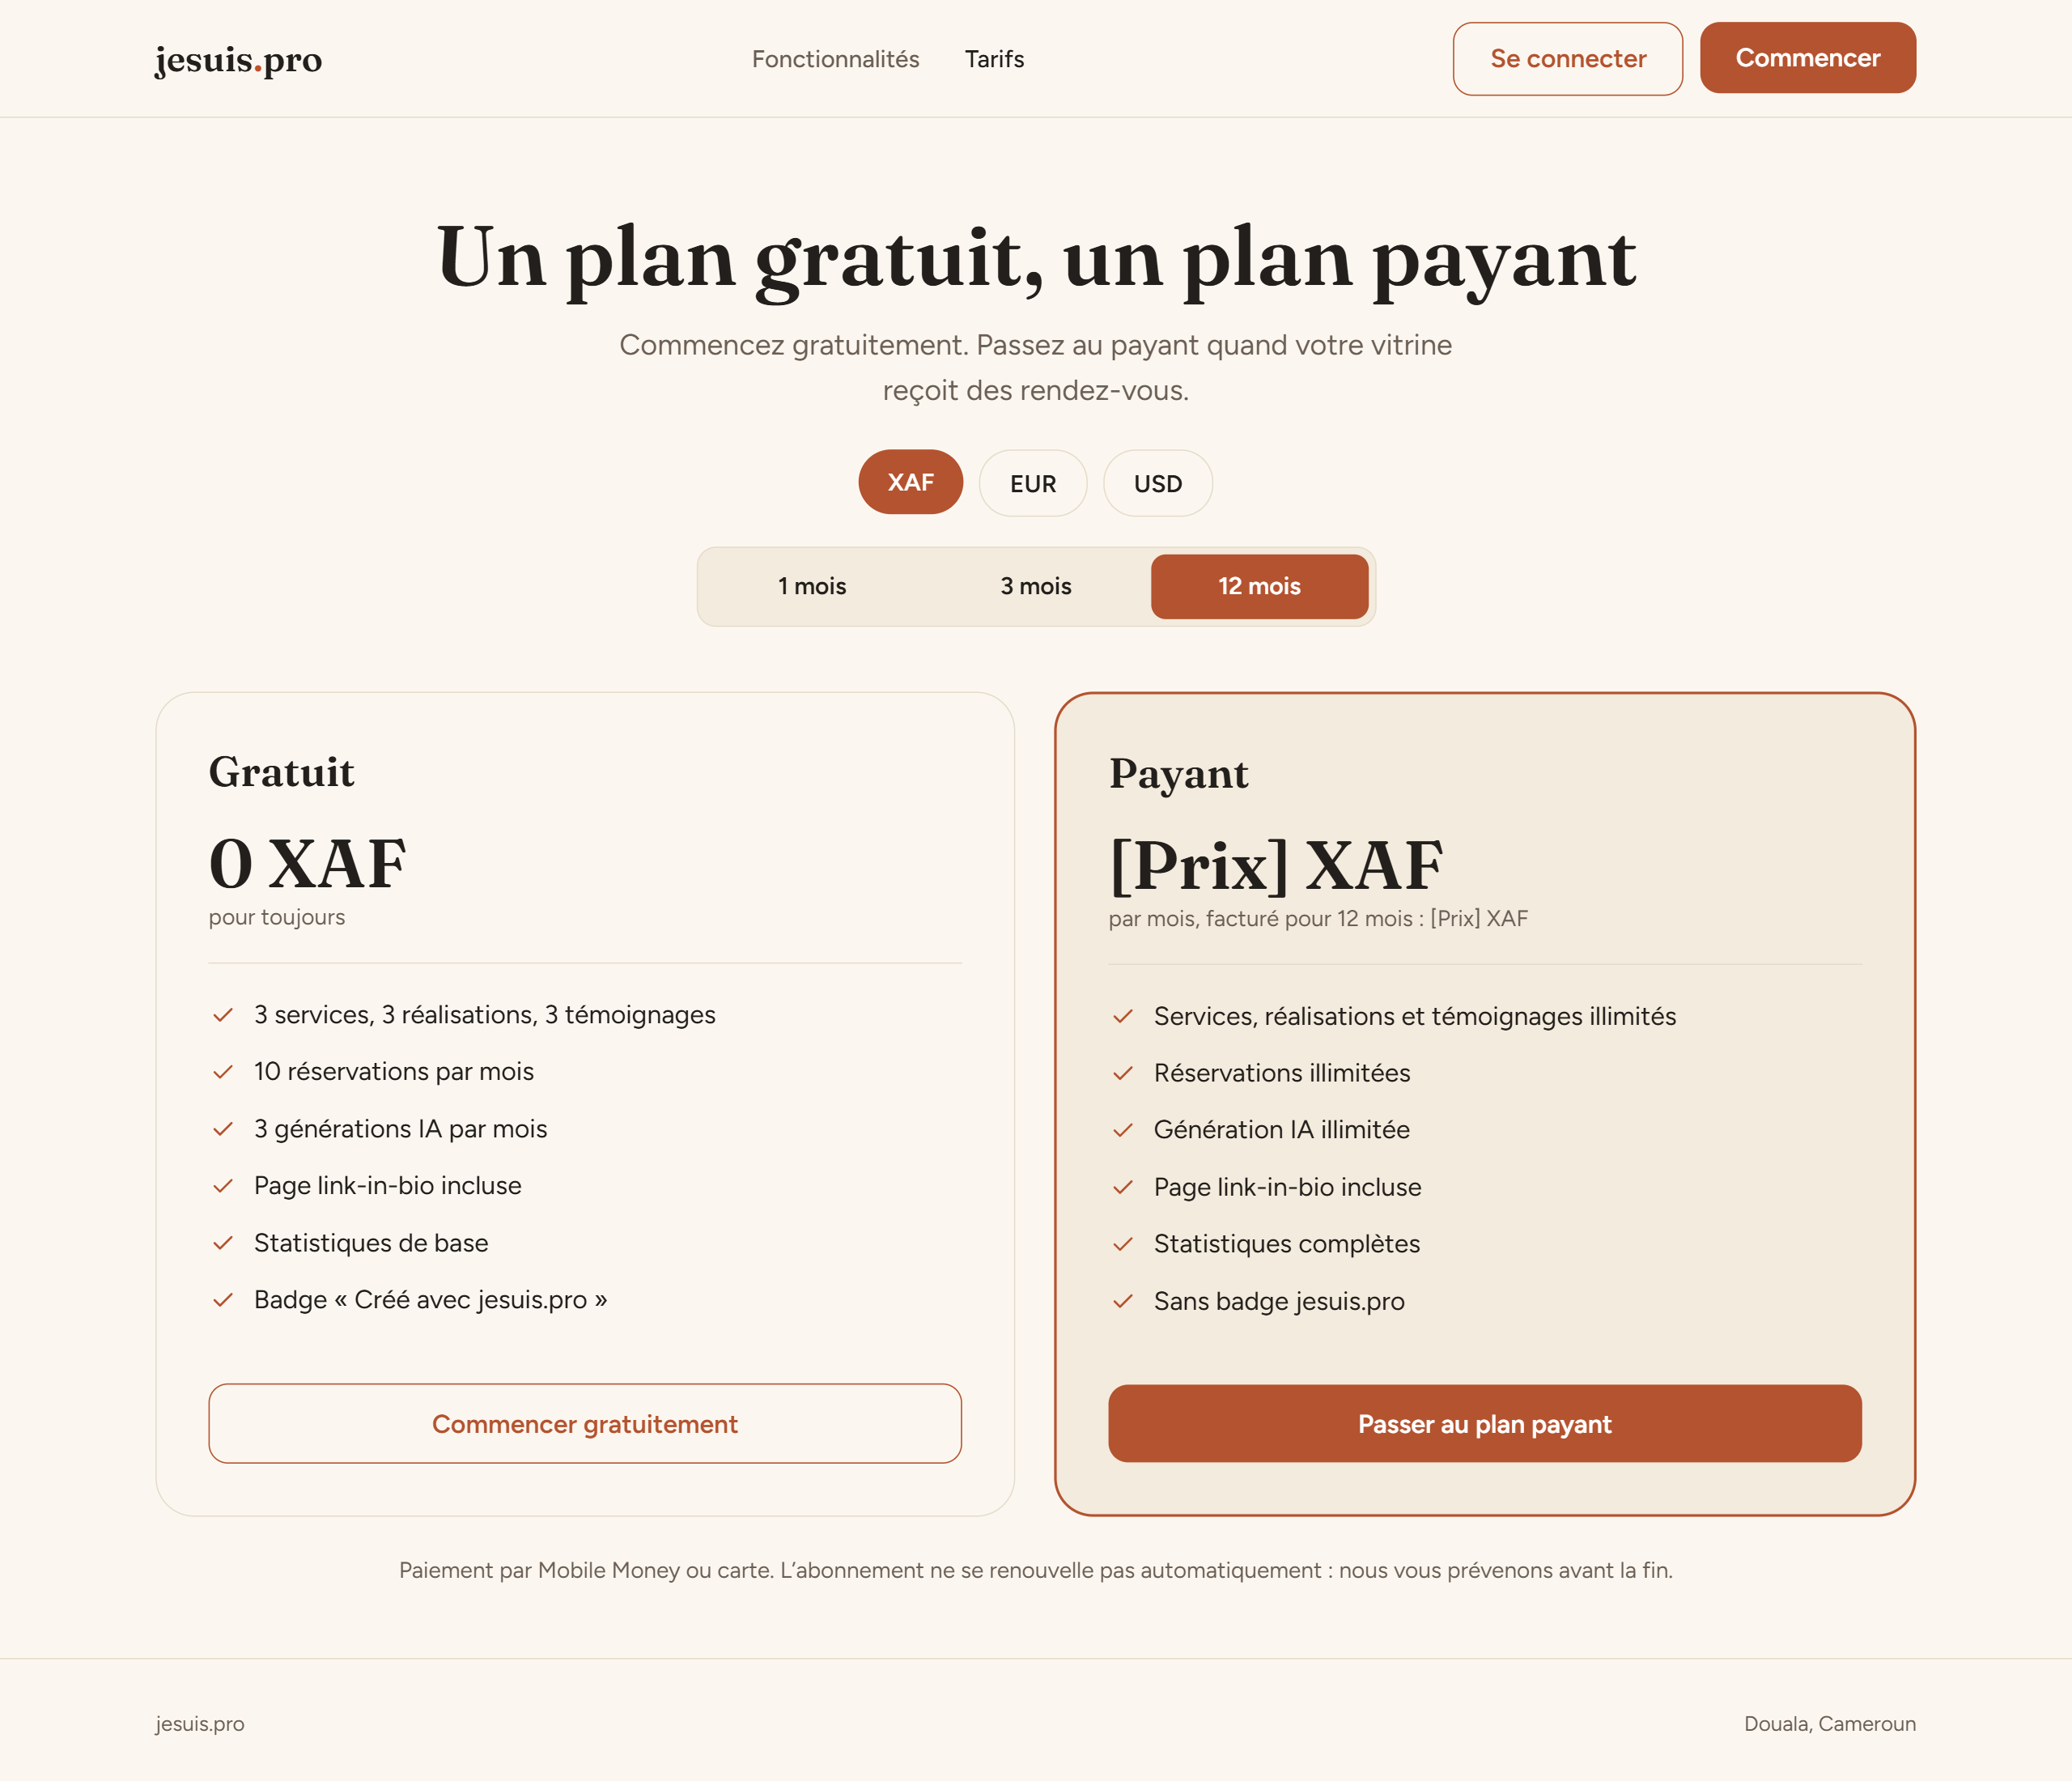 jesuis.pro
Fonctionnalités
Tarifs
Se connecter
Commencer
Un plan gratuit, un plan payant
Commencez gratuitement. Passez au payant quand votre vitrine
reçoit des rendez-vous.
XAF
EUR
USD
1 mois
3 mois
12 mois
Gratuit
0 XAF
pour toujours
3 services, 3 réalisations, 3 témoignages
10 réservations par mois
3 générations IA par mois
Page link-in-bio incluse
Statistiques de base
Badge « Créé avec jesuis.pro »
Commencer gratuitement
Payant
[Prix] XAF
par mois, facturé pour 12 mois : [Prix] XAF
Services, réalisations et témoignages illimités
Réservations illimitées
Génération IA illimitée
Page link-in-bio incluse
Statistiques complètes
Sans badge jesuis.pro
Passer au plan payant
Paiement par Mobile Money ou carte. L’abonnement ne se renouvelle pas automatiquement : nous vous prévenons avant la fin.
jesuis.pro
Douala, Cameroun